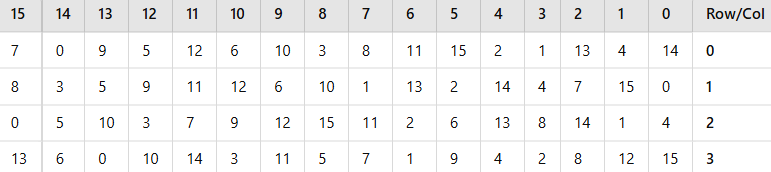 15 14 13 12 11 10 9 8 7 6 5 4 3 2 1 0 Row/Col
7 0 9 5 12 6 10 3 8 11 15 2 1 13 4 14 0
8 3 5 9 11 12 6 10 1 13 2 14 4 7 15 0 1
0 5 10 3 7 9 12 15 11 2 6 13 8 14 1 4 2
13 6 0 10 14 3 11 5 7 1 9 4 2 8 12 15 3